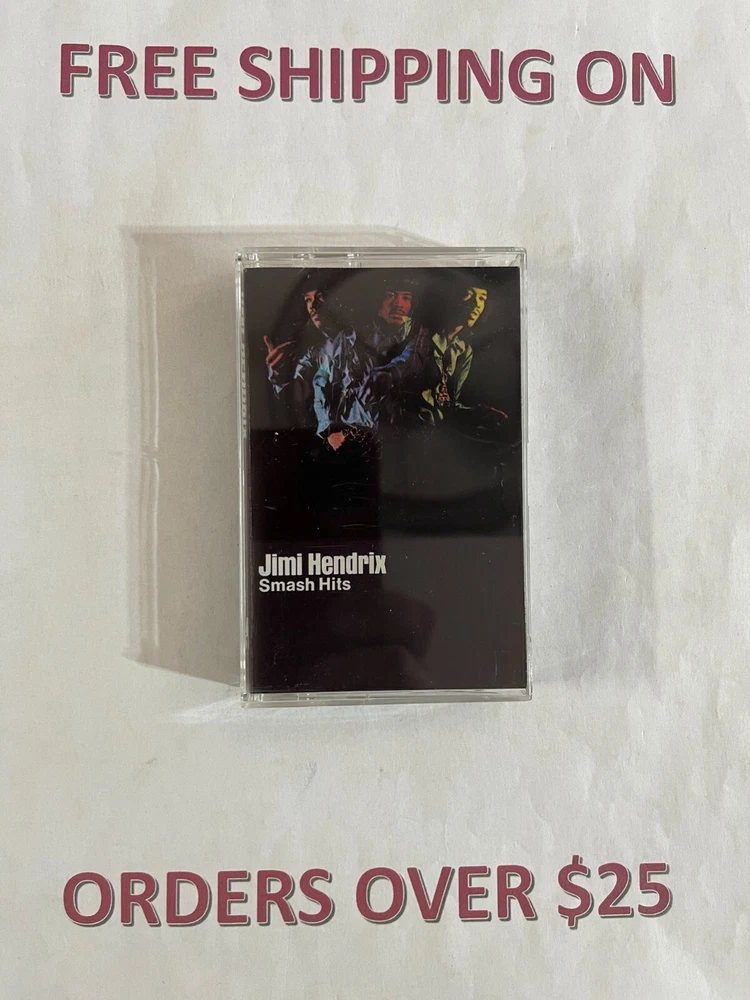 FREE SHIPPING ON
Jimi Hendrix
Smash Hits
ORDERS OVER $25